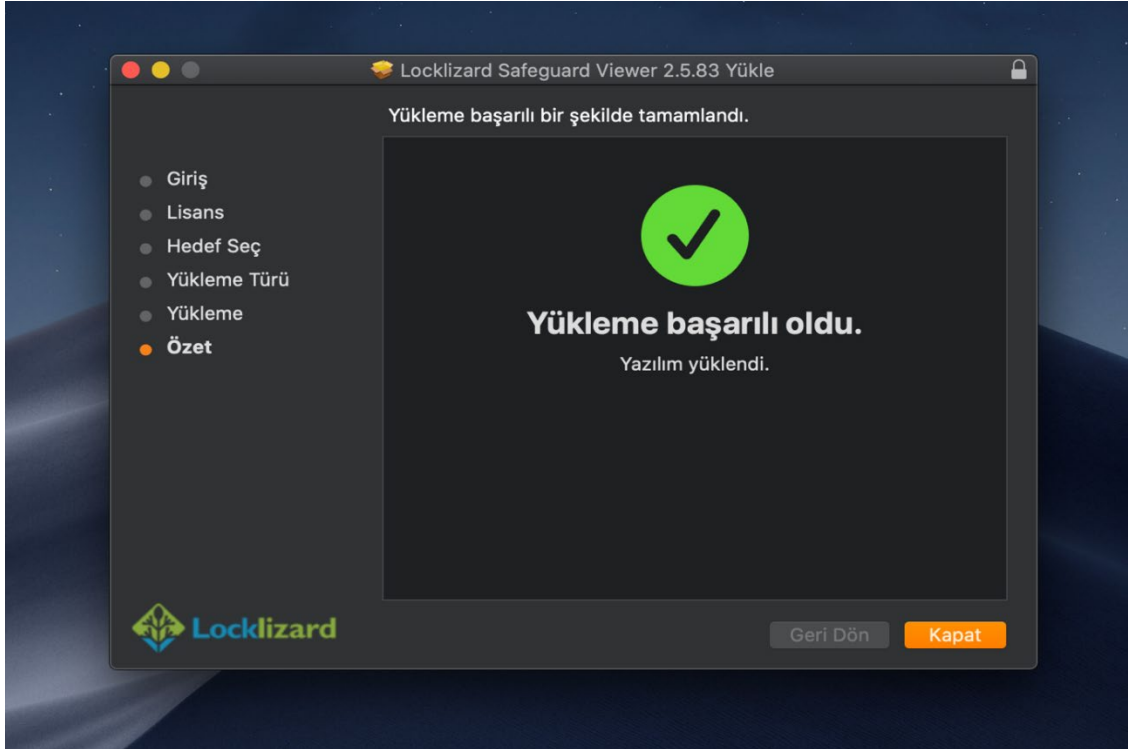 Locklizard Safeguard Viewer 2.5.83 Yükle
Yükleme başarılı bir şekilde tamamlandı.
Giriş
Lisans
Hedef Seç
Yükleme Türü
Yükleme
Özet
Yükleme başarılı oldu.
Yazılım yüklendi.
Locklizard
Geri Dön
Kapat